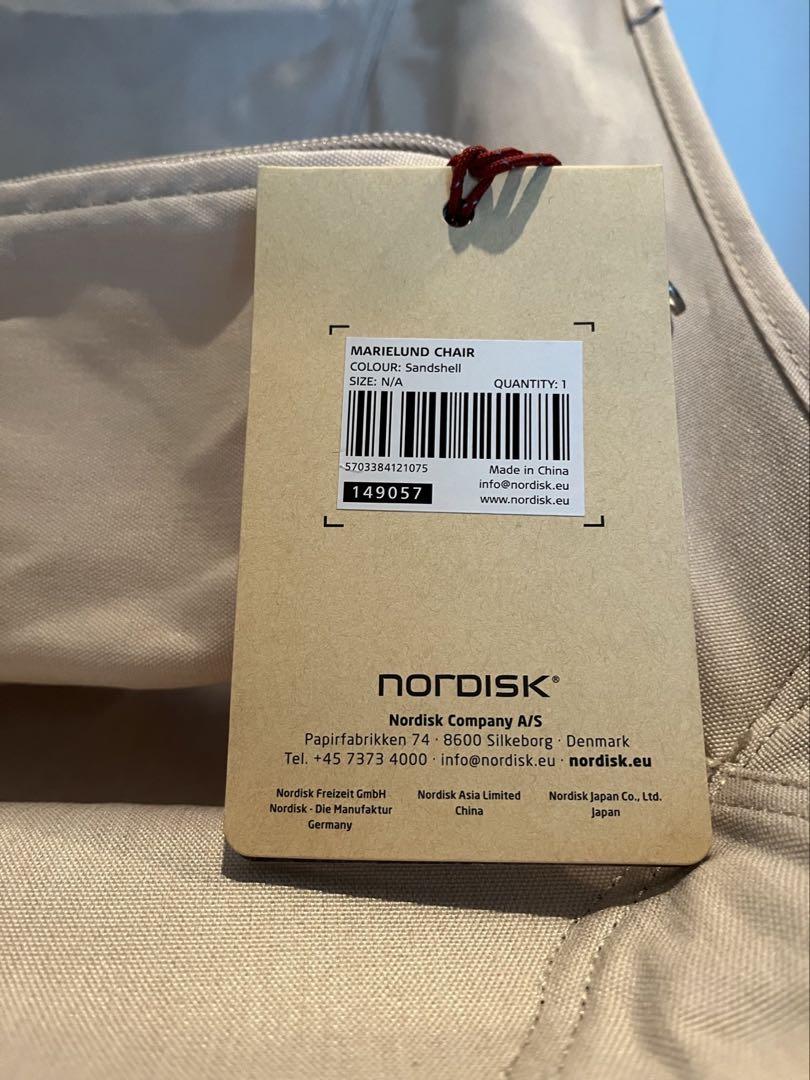 MARIELUND CHAIR
COLOUR: Sandshell
SIZE: N/A QUANTITY: 1
5703384121075 Made in China
info@nordisk.eu
149057 www.nordisk.eu
NORDISK®
Nordisk Company A/S
Papirfabrikken 74 · 8600 Silkeborg · Denmark
Tel. +45 7373 4000 · info@nordisk.eu · nordisk.eu
Nordisk Freizeit GmbH
Nordisk - Die Manufaktur
Germany
Nordisk Asia Limited
China
Nordisk Japan Co., Ltd.
Japan